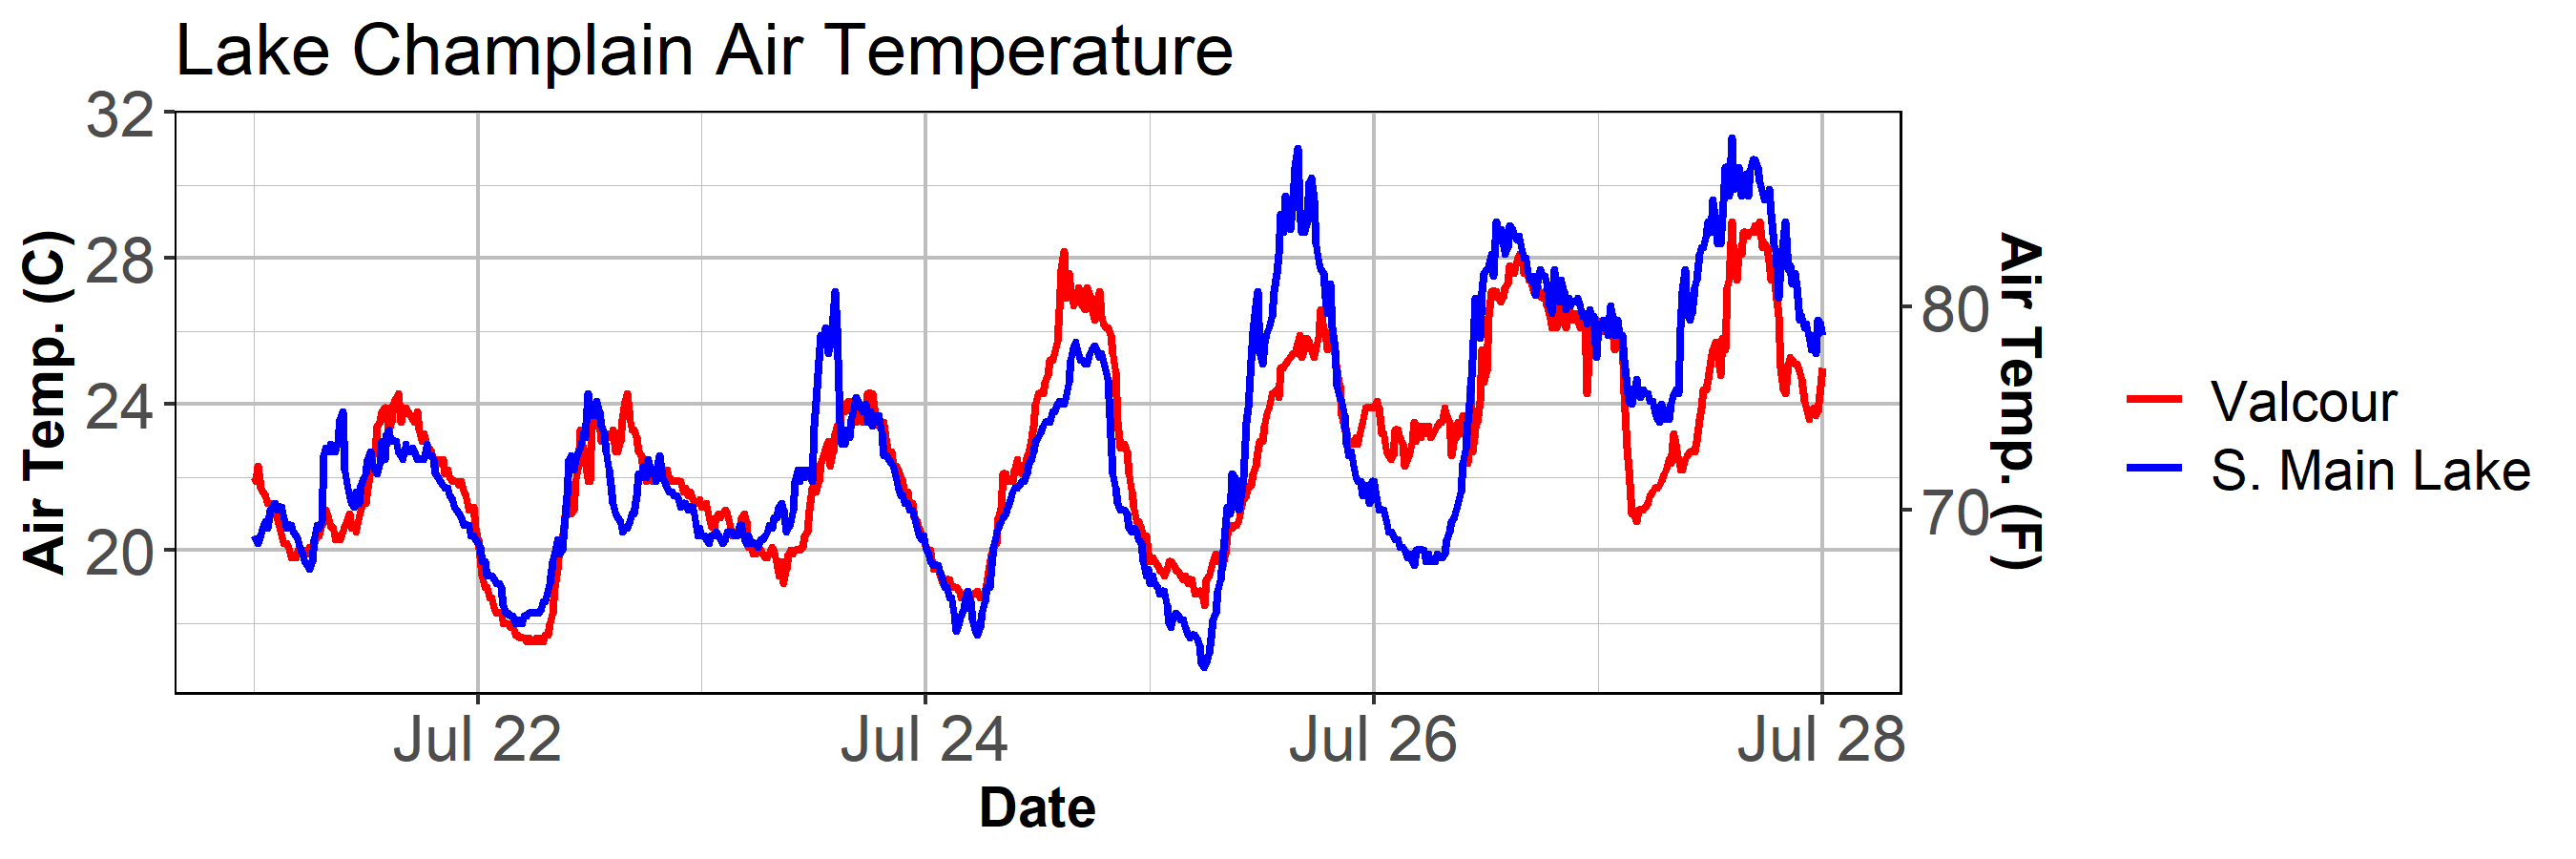 Lake Champlain Air Temperature
Air Temp. (C)
32
28
24
20
Jul 22
Jul 24
Jul 26
Jul 28
Date
80
70
Air Temp. (F)
Valcour
S. Main Lake